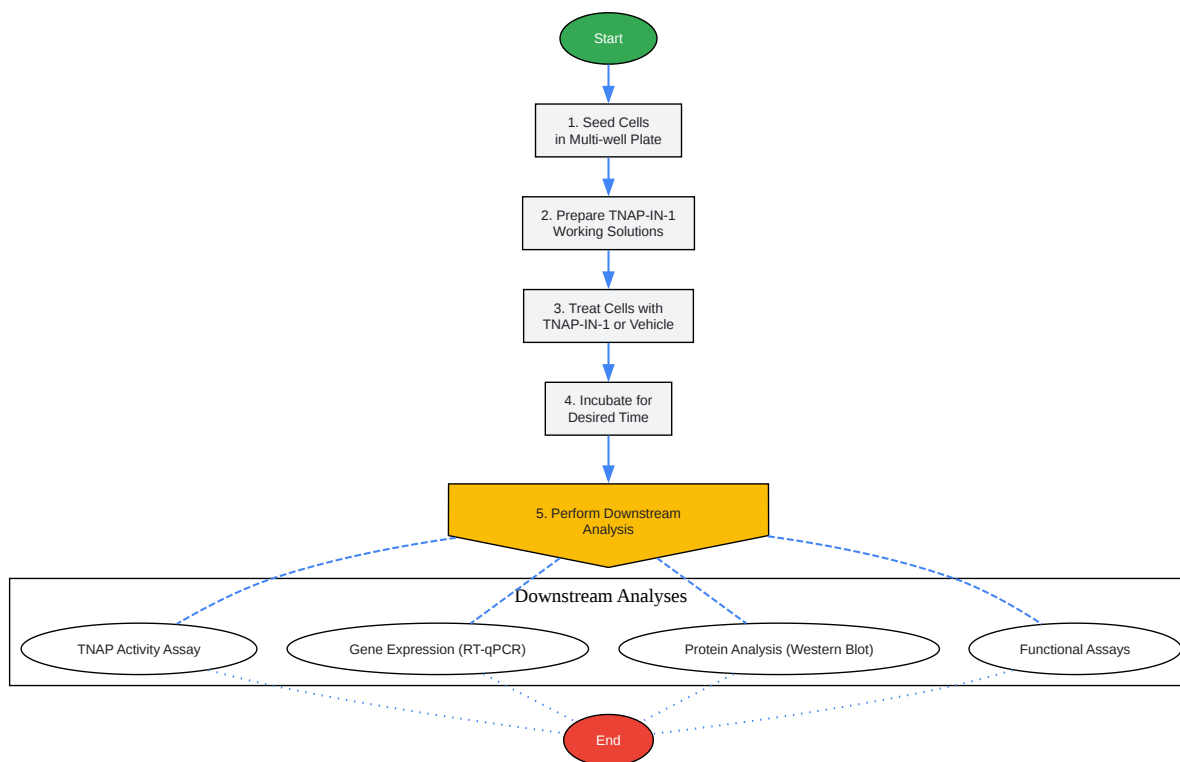 Start
1. Seed Cells
in Multi-well Plate
2. Prepare TNAP-IN-1
Working Solutions
3. Treat Cells with
TNAP-IN-1 or Vehicle
4. Incubate for
Desired Time
5. Perform Downstream
Analysis
Downstream Analyses
TNAP Activity Assay
Gene Expression (RT-qPCR)
Protein Analysis (Western Blot)
Functional Assays
End